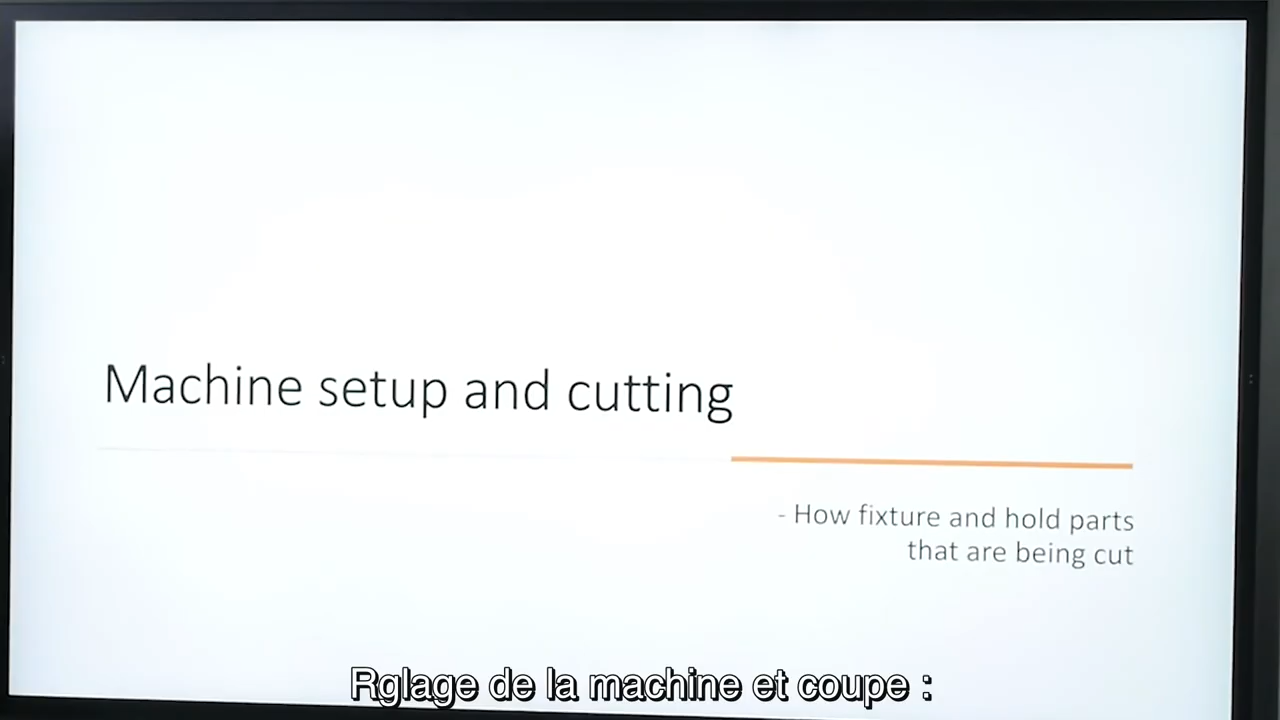 Machine setup and cutting
- How fixture and hold parts
that are being cut
Rglage de la machine et coupe :